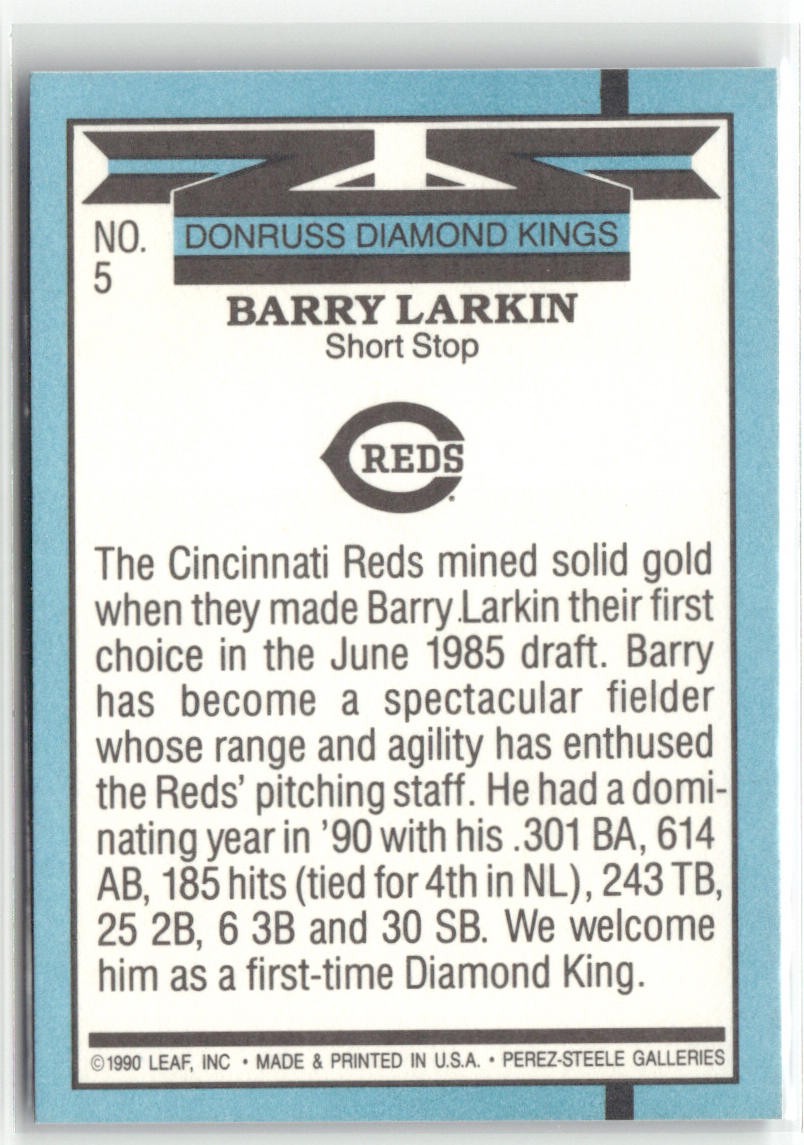 NO.
5
DONRUSS DIAMOND KINGS
BARRY LARKIN
Short Stop
REDS
The Cincinnati Reds mined solid gold
when they made Barry Larkin their first
choice in the June 1985 draft. Barry
has become a spectacular fielder
whose range and agility has enthused
the Reds' pitching staff. He had a domi-
nating year in '90 with his .301 BA, 614
AB, 185 hits (tied for 4th in NL), 243 TB,
25 2B, 6 3B and 30 SB. We welcome
him as a first-time Diamond King.
©1990 LEAF, INC • MADE & PRINTED IN U.S.A. • PEREZ-STEELE GALLERIES